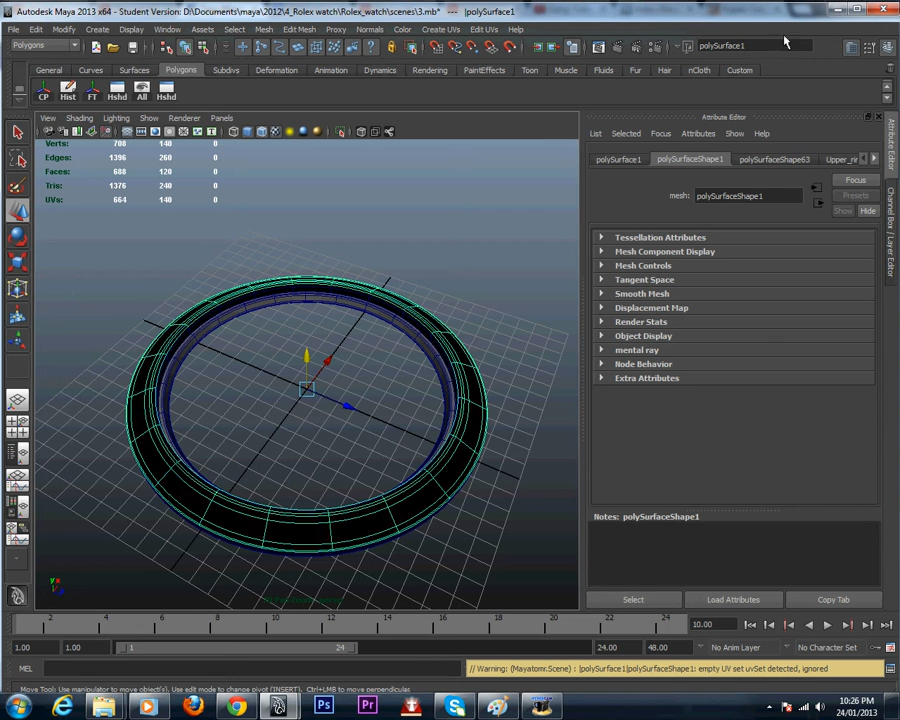 Autodesk Maya 2013 x64 - Student Version: D:\Documents\maya\2012\4_Rolex watch\Rolex_watch\scenes\3.mb* --- |polySurface1
File Edit Modify Create Display Window Assets Select Mesh Edit Mesh Proxy Normals Color Create UVs Edit UVs Help
Polygons
polySurface1
General Curves Surfaces Polygons Subdivs Deformation Animation Dynamics Rendering PaintEffects Toon Muscle Fluids Fur Hair nCloth Custom
CP Hist FT Hshd All Hshd
View Shading Lighting Show Renderer Panels
Verts: 708 140 0
Edges: 1396 260 0
Faces: 688 120 0
Tris: 1376 240 0
UVs: 664 140 0
Attribute Editor
List Selected Focus Attributes Show Help
polySurface1 polySurfaceShape1 polySurfaceShape63 Upper_rir
mesh: polySurfaceShape1
Focus
Presets
Show Hide
Tessellation Attributes
Mesh Component Display
Mesh Controls
Tangent Space
Smooth Mesh
Displacement Map
Render Stats
Object Display
mental ray
Node Behavior
Extra Attributes
Notes: polySurfaceShape1
Select Load Attributes Copy Tab
Attribute Editor
Channel Box / Layer Editor
2 4 6 8 10 12 14 16 18 20 22 24
10.00
1.00 1.00 1 24 24.00 48.00 No Anim Layer No Character Set
MEL
// Warning: (Mayatomr.Scene) : |polySurface1|polySurfaceShape1: empty UV set uvSet detected, ignored
Move Tool: Use manipulator to move object(s). Use edit mode to change pivot (INSERT). Ctrl+LMB to move perpendicular.
Ps Pr
10:26 PM
24/01/2013